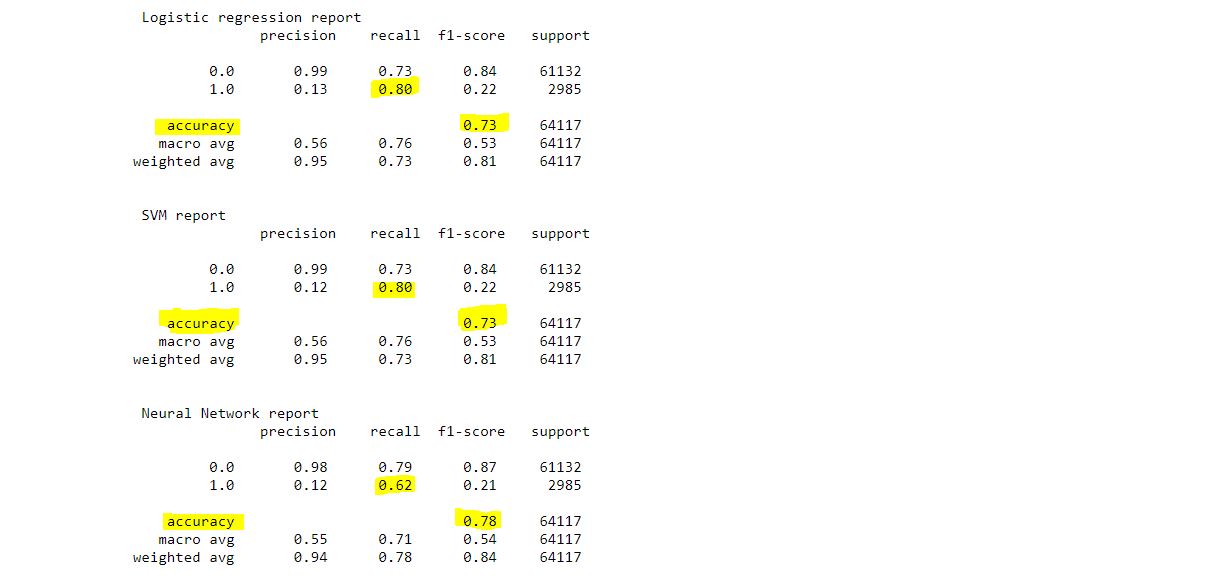 Logistic regression report
precision recall f1-score support
0.0 0.99 0.73 0.84 61132
1.0 0.13 0.80 0.22 2985
accuracy 0.73 64117
macro avg 0.56 0.76 0.53 64117
weighted avg 0.95 0.73 0.81 64117
SVM report
precision recall f1-score support
0.0 0.99 0.73 0.84 61132
1.0 0.12 0.80 0.22 2985
accuracy 0.73 64117
macro avg 0.56 0.76 0.53 64117
weighted avg 0.95 0.73 0.81 64117
Neural Network report
precision recall f1-score support
0.0 0.98 0.79 0.87 61132
1.0 0.12 0.62 0.21 2985
accuracy 0.78 64117
macro avg 0.55 0.71 0.54 64117
weighted avg 0.94 0.78 0.84 64117